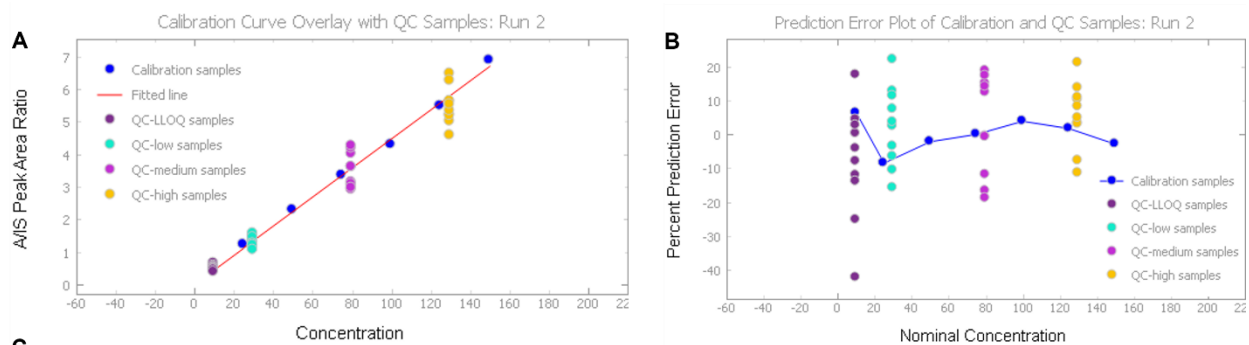 Calibration Curve Overlay with QC Samples: Run 2
A
A/IS Peak Area Ratio
7
6
5
4
3
2
1
0
Calibration samples
Fitted line
QC-LLOQ samples
QC-low samples
QC-medium samples
QC-high samples
-60 -40 -20 0 20 40 60 80 100 120 140 160 180 200 22
Concentration
Prediction Error Plot of Calibration and QC Samples: Run 2
B
Percent Prediction Error
20
10
0
-10
-20
-30
-40
Calibration samples
QC-LLOQ samples
QC-low samples
QC-medium samples
QC-high samples
-60 -40 -20 0 20 40 60 80 100 120 140 160 180 200 22
Nominal Concentration